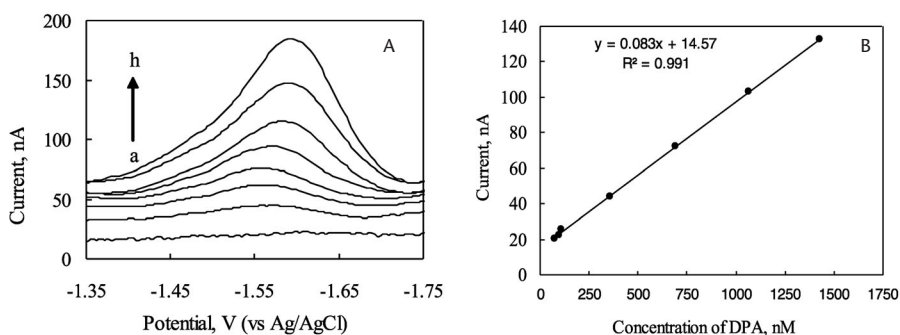 200
A
150
h
100
a
50
0
Current, nA
-1.35
-1.45
-1.55
-1.65
-1.75
Potential, V (vs Ag/AgCl)
140
B
y = 0.083x + 14.57
R² = 0.991
120
100
80
60
40
20
0
Current, nA
0
250
500
750
1000
1250
1500
1750
Concentration of DPA, nM